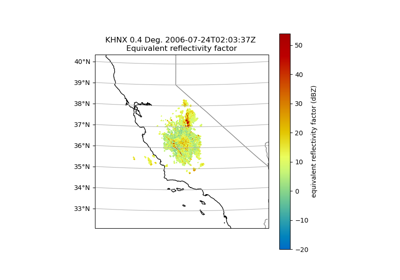 KHNX 0.4 Deg. 2006-07-24T02:03:37Z
Equivalent reflectivity factor
40°N
39°N
38°N
37°N
36°N
35°N
34°N
33°N
50
40
30
20
10
0
−10
−20
equivalent reflectivity factor (dBZ)